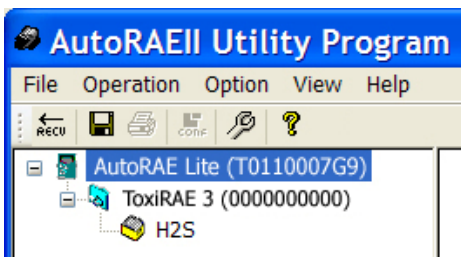 AutoRAEII Utility Program
File Operation Option View Help
RECV CONF ?
AutoRAE Lite (T0110007G9)
ToxiRAE 3 (0000000000)
H2S